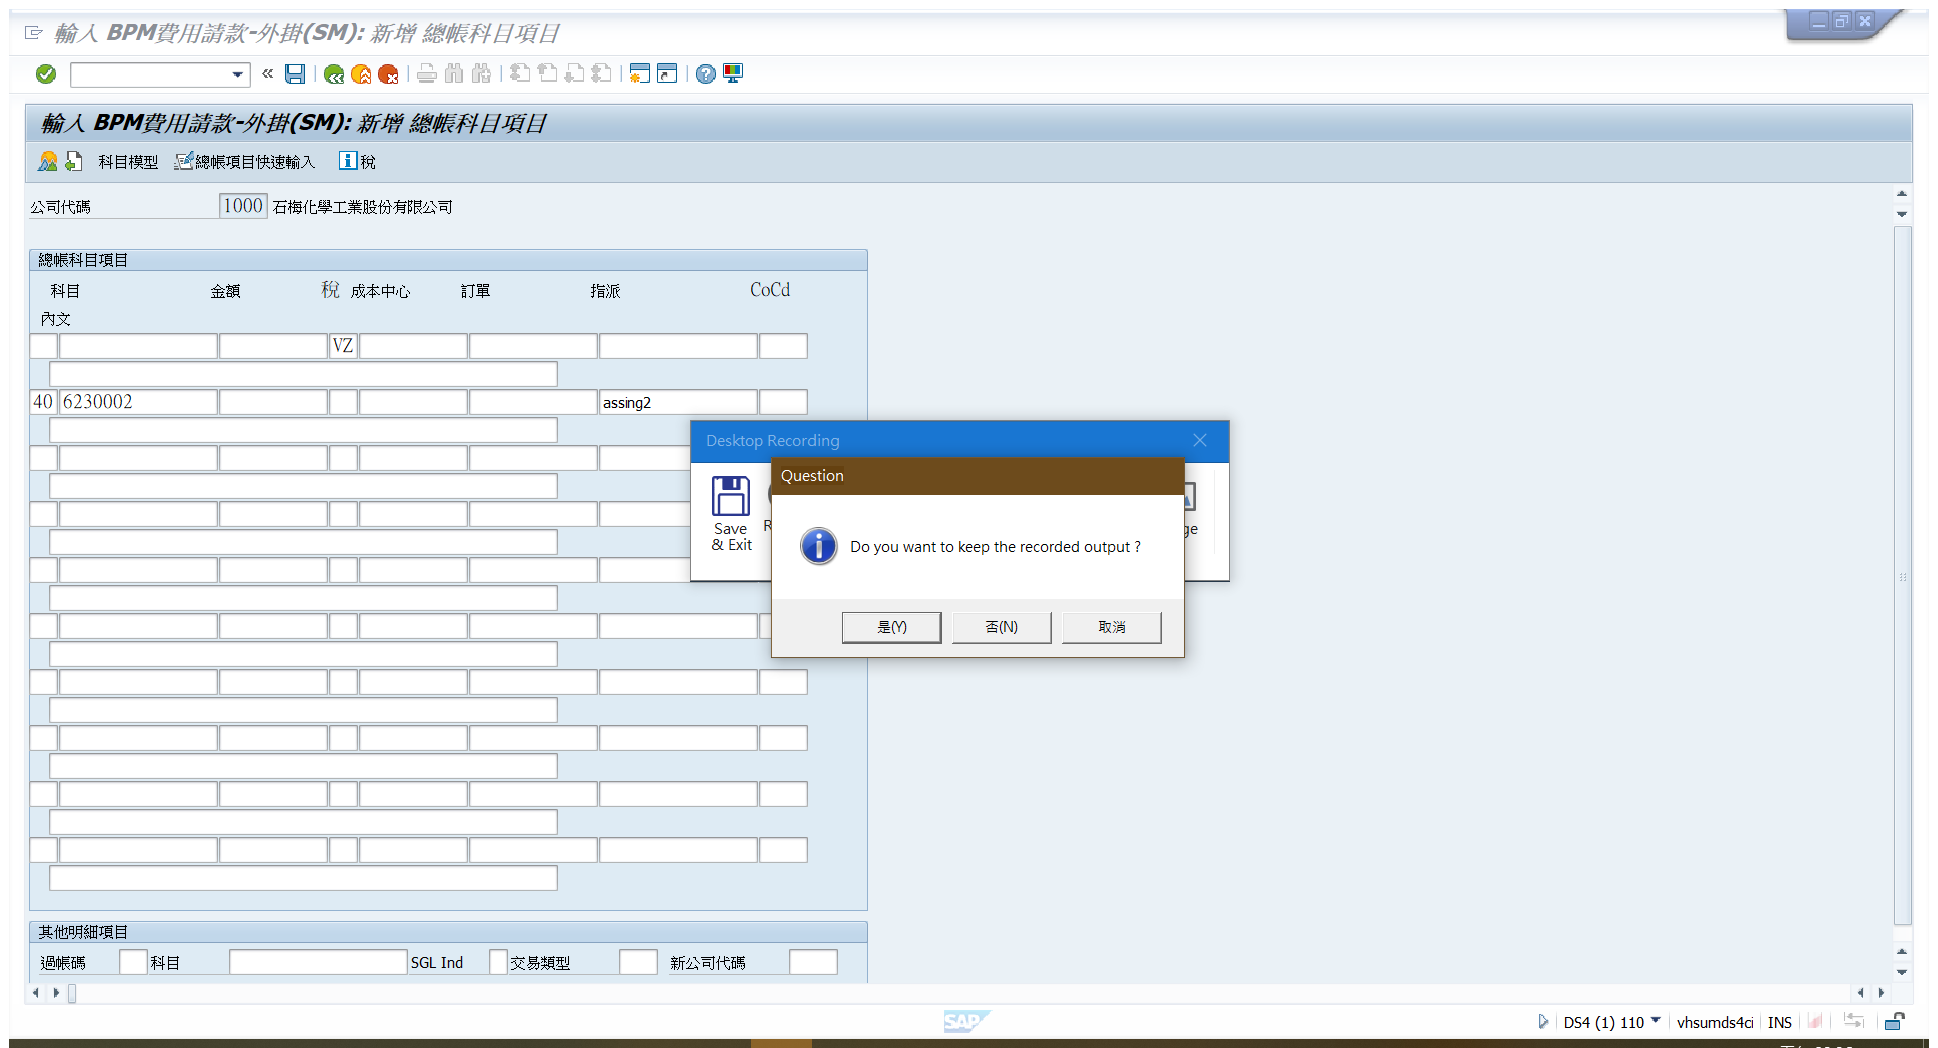 輸入 BPM費用請款-外掛(SM): 新增 總帳科目項目
輸入 BPM費用請款-外掛(SM): 新增 總帳科目項目
科目模型 總帳項目快速輸入 稅
公司代碼 1000 石梅化學工業股份有限公司
總帳科目項目
科目 金額 稅 成本中心 訂單 指派 CoCd
內文
VZ
40 6230002 assing2
Desktop Recording
Question
Save
& Exit
Do you want to keep the recorded output ?
是(Y) 否(N) 取消
其他明細項目
過帳碼 科目 SGL Ind 交易類型 新公司代碼
SAP
DS4 (1) 110 vhsumds4ci INS